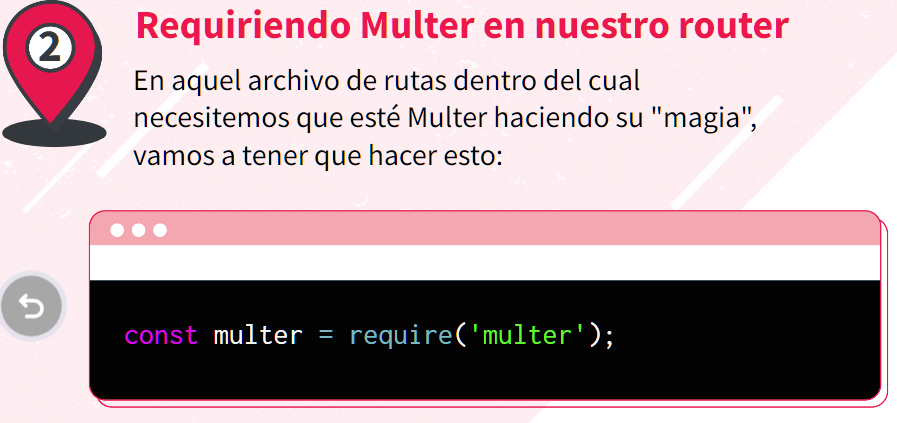 2
Requiriendo Multer en nuestro router
En aquel archivo de rutas dentro del cual
necesitemos que esté Multer haciendo su "magia",
vamos a tener que hacer esto:
const multer = require('multer');